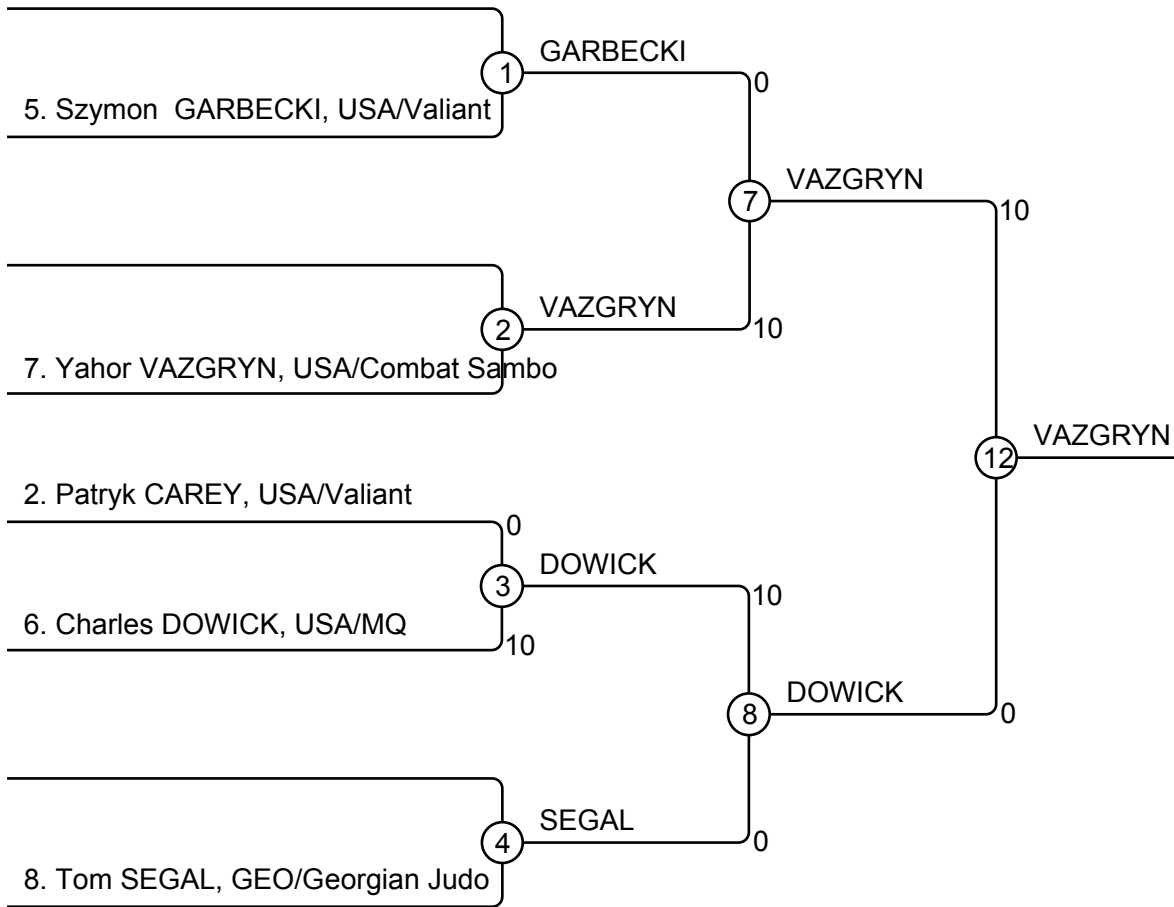 GARBECKI
1
0
5. Szymon  GARBECKI, USA/Valiant
VAZGRYN
7
10
VAZGRYN
2
10
7. Yahor VAZGRYN, USA/Combat Sambo
VAZGRYN
12
2. Patryk CAREY, USA/Valiant
0
DOWICK
3
10
6. Charles DOWICK, USA/MQ
10
DOWICK
8
0
SEGAL
4
0
8. Tom SEGAL, GEO/Georgian Judo